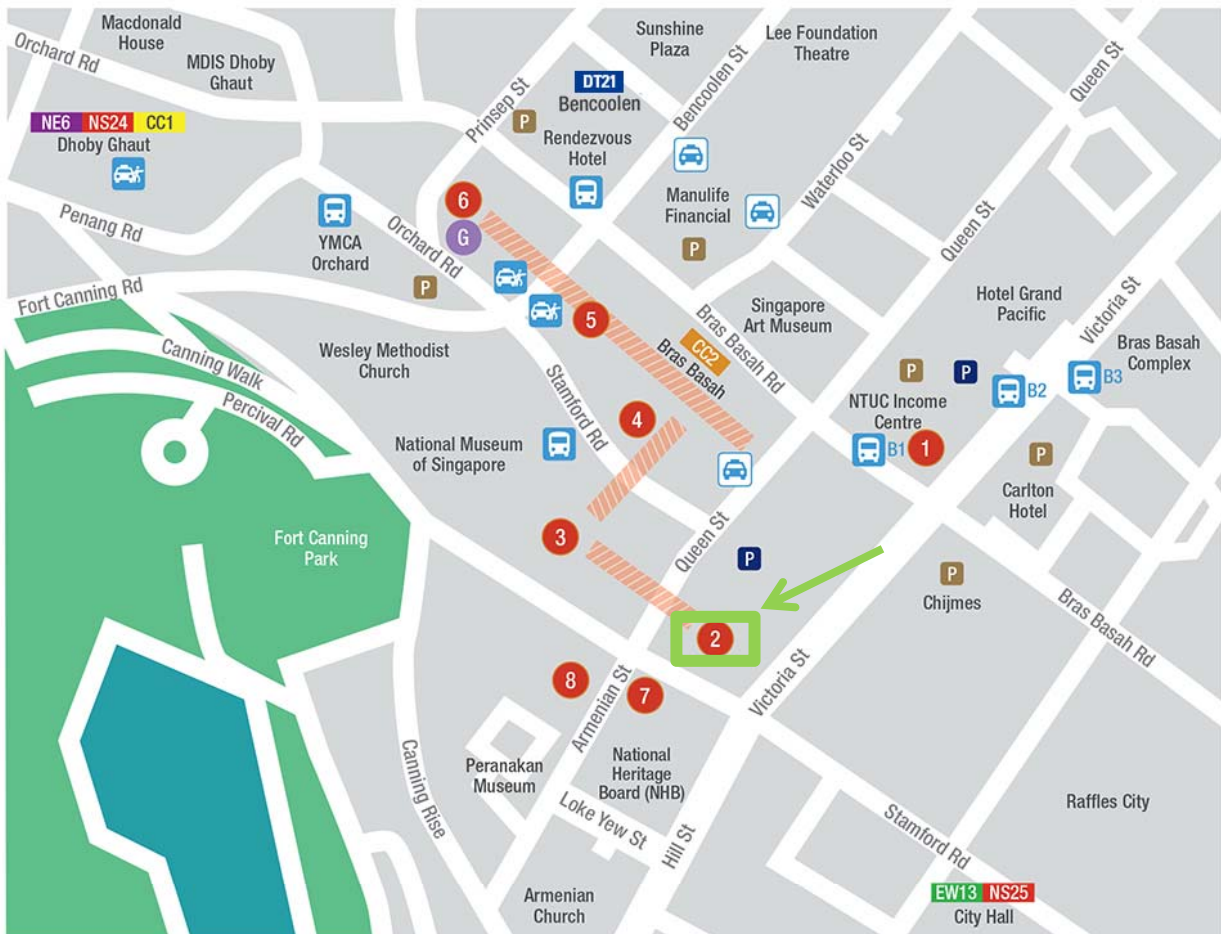 Macdonald
House
Orchard Rd
MDIS Dhoby
Ghaut
NE6 NS24 CC1
Dhoby Ghaut
Penang Rd
Fort Canning Rd
Canning Walk
Percival Rd
Prinsep St
P
DT21
Bencoolen
Rendezvous
Hotel
Sunshine
Plaza
Bencoolen St
Lee Foundation
Theatre
Queen St
Waterloo St
Manulife
Financial
P
6
G
YMCA
Orchard
Orchard Rd
P
5
Wesley Methodist
Church
Stamford Rd
CC2
Bras Basah
Bras Basah Rd
Singapore
Art Museum
Queen St
Hotel Grand
Pacific
Victoria St
Bras Basah
Complex
P
P
B2
B3
NTUC Income
Centre
B1
1
P
Carlton
Hotel
4
National Museum
of Singapore
3
Queen St
P
P
Chijmes
Bras Basah Rd
Fort Canning
Park
2
Victoria St
8
7
Armenian St
Peranakan
Museum
National
Heritage
Board (NHB)
Loke Yew St
Canning Rise
Hill St
Armenian
Church
Raffles City
Stamford Rd
EW13 NS25
City Hall